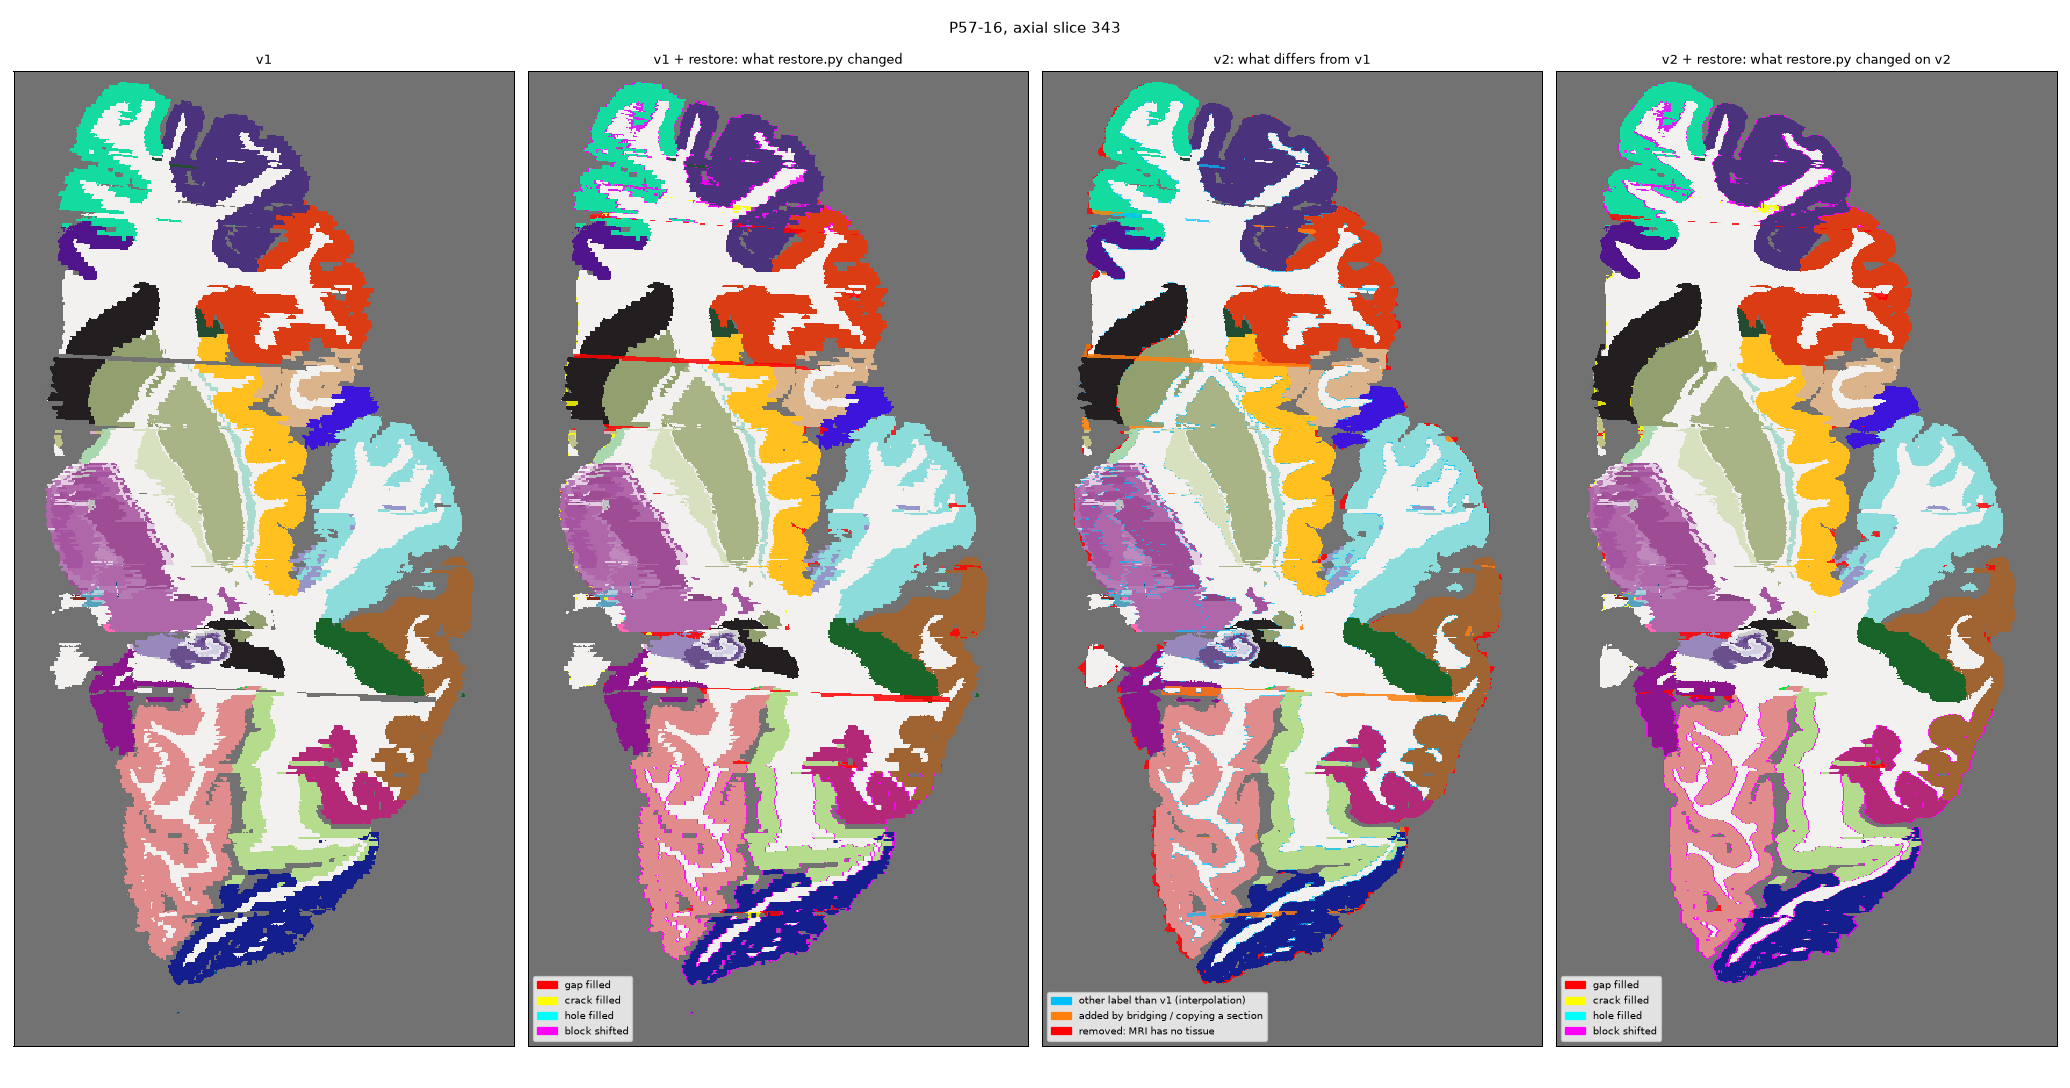 P57-16, axial slice 343
v1
v1 + restore: what restore.py changed
v2: what differs from v1
v2 + restore: what restore.py changed on v2
gap filled
crack filled
hole filled
block shifted
other label than v1 (interpolation)
added by bridging / copying a section
removed: MRI has no tissue
gap filled
crack filled
hole filled
block shifted